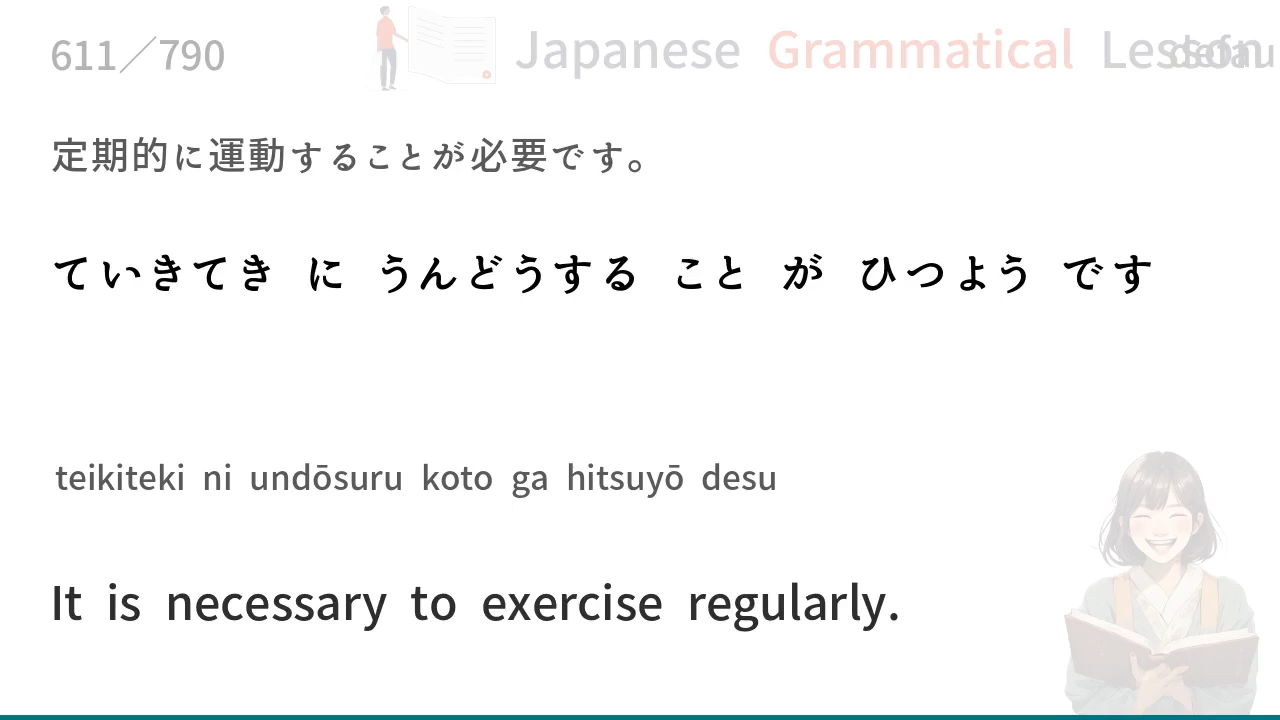 611／790
Japanese Grammatical Lesson
defau
定期的に運動することが必要です。
ていきてき に うんどうする こと が ひつよう です
teikiteki ni undōsuru koto ga hitsuyō desu
It is necessary to exercise regularly.